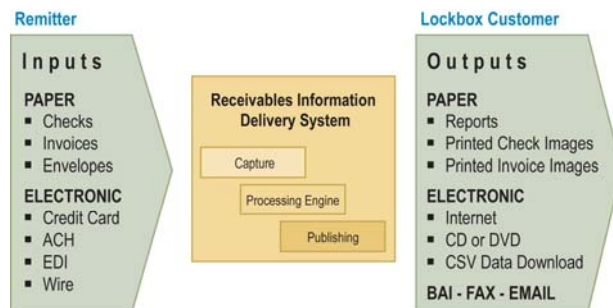 Remitter
Inputs
PAPER
▪ Checks
▪ Invoices
▪ Envelopes
ELECTRONIC
▪ Credit Card
▪ ACH
▪ EDI
▪ Wire
Receivables Information
Delivery System
Capture
Processing Engine
Publishing
Lockbox Customer
Outputs
PAPER
▪ Reports
▪ Printed Check Images
▪ Printed Invoice Images
ELECTRONIC
▪ Internet
▪ CD or DVD
▪ CSV Data Download
BAI - FAX - EMAIL